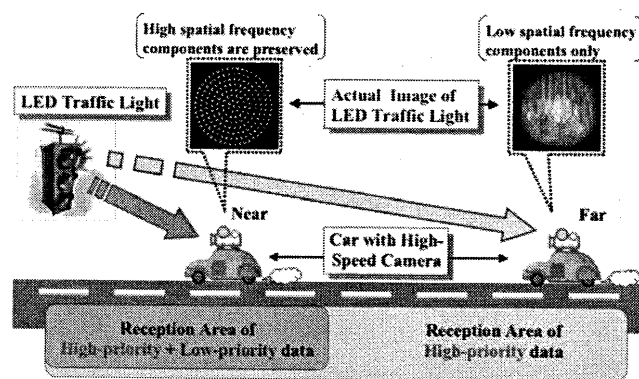 High spatial frequency
components are preserved
Low spatial frequency
components only
LED Traffic Light
Actual Image of
LED Traffic Light
Near
Far
Car with High-
Speed Camera
Reception Area of
High-priority + Low-priority data
Reception Area of
High-priority data